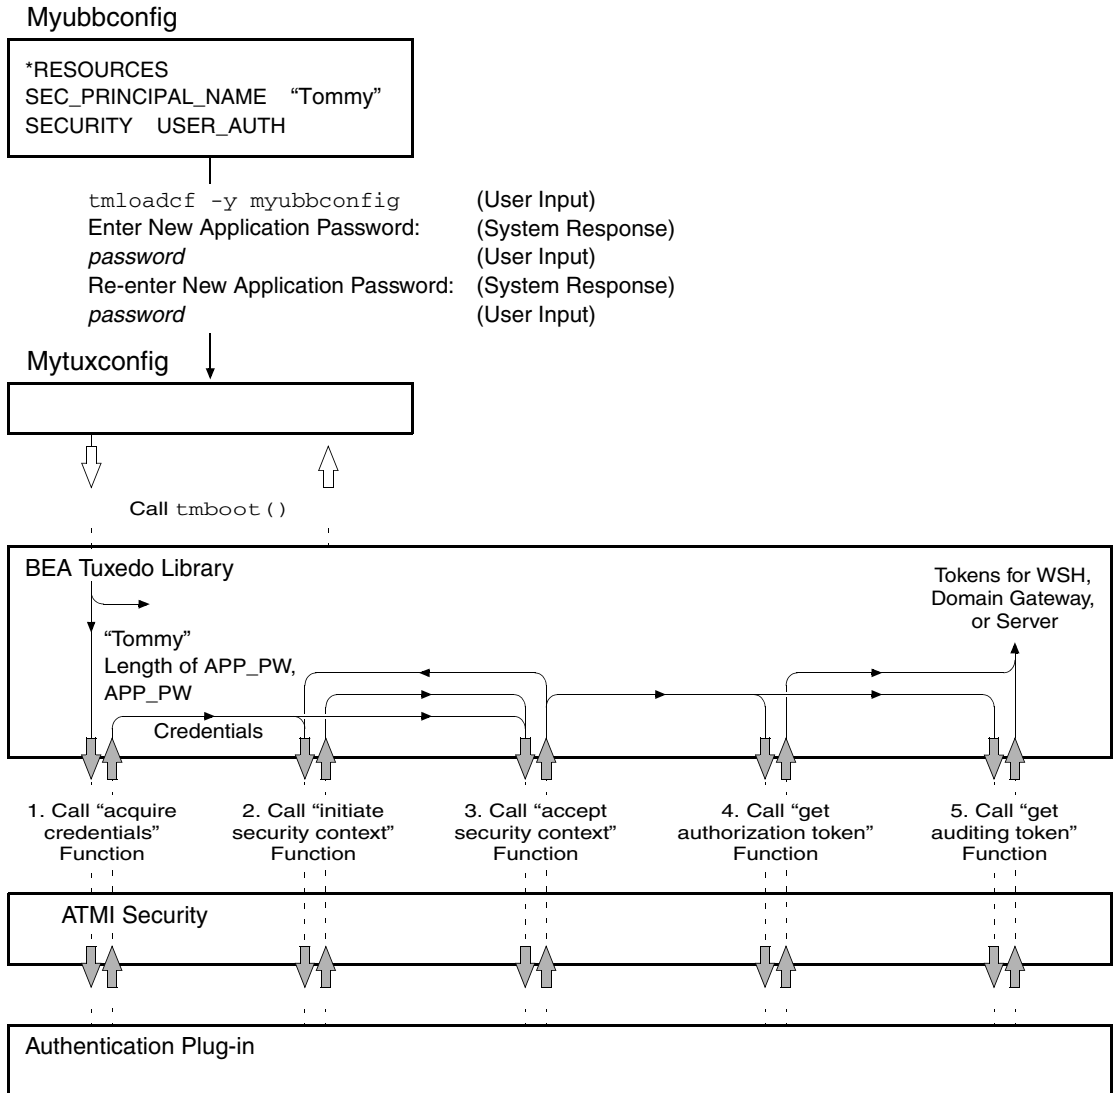 Myubbconfig
*RESOURCES
SEC_PRINCIPAL_NAME “Tommy”
SECURITY USER_AUTH
tmloadcf -y myubbconfig (User Input)
Enter New Application Password: (System Response)
password (User Input)
Re-enter New Application Password: (System Response)
password (User Input)
Mytuxconfig
Call tmboot()
BEA Tuxedo Library
Tokens for WSH,
Domain Gateway,
or Server
“Tommy”
Length of APP_PW,
APP_PW
Credentials
1. Call “acquire
credentials”
Function
2. Call “initiate
security context”
Function
3. Call “accept
security context”
Function
4. Call “get
authorization token”
Function
5. Call “get
auditing token”
Function
ATMI Security
Authentication Plug-in